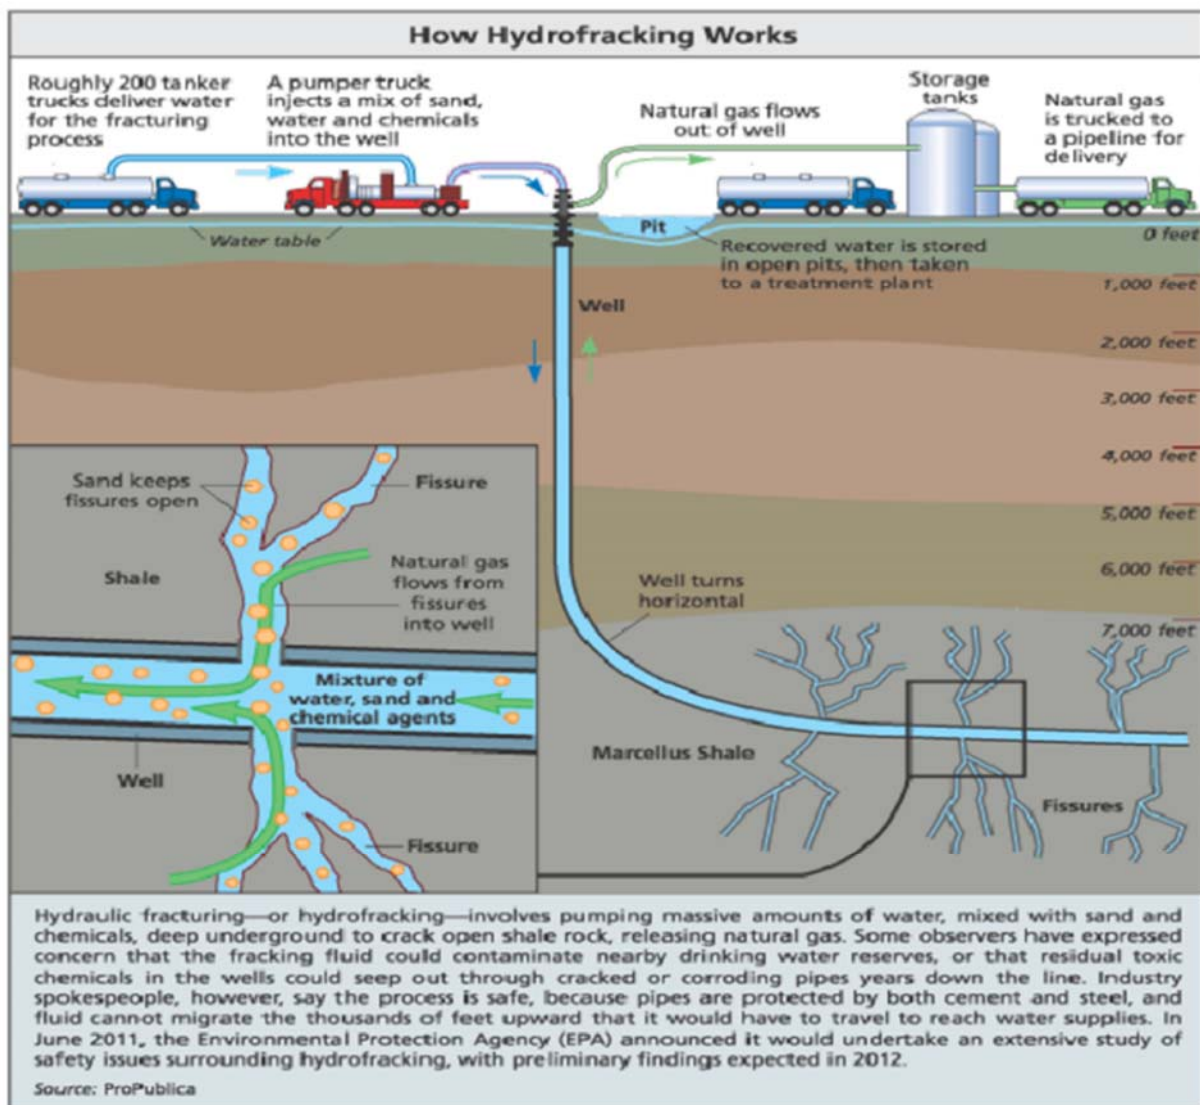 How Hydrofracking Works
Roughly 200 tanker
trucks deliver water
for the fracturing
process
A pumper truck
injects a mix of sand,
water and chemicals
into the well
Natural gas flows
out of well
Storage
tanks
Natural gas
is trucked to
a pipeline for
delivery
Water table
Pit
Recovered water is stored
in open pits, then taken
to a treatment plant
0 feet
1,000 feet
Well
2,000 feet
3,000 feet
4,000 feet
5,000 feet
6,000 feet
7,000 feet
Sand keeps
fissures open
Fissure
Shale
Natural gas
flows from
fissures
into well
Mixture of
water, sand and
chemical agents
Well
Fissure
Well turns
horizontal
Marcellus Shale
Fissures
Hydraulic fracturing—or hydrofracking—involves pumping massive amounts of water, mixed with sand and
chemicals, deep underground to crack open shale rock, releasing natural gas. Some observers have expressed
concern that the fracking fluid could contaminate nearby drinking water reserves, or that residual toxic
chemicals in the wells could seep out through cracked or corroding pipes years down the line. Industry
spokespeople, however, say the process is safe, because pipes are protected by both cement and steel, and
fluid cannot migrate the thousands of feet upward that it would have to travel to reach water supplies. In
June 2011, the Environmental Protection Agency (EPA) announced it would undertake an extensive study of
safety issues surrounding hydrofracking, with preliminary findings expected in 2012.
Source: ProPublica